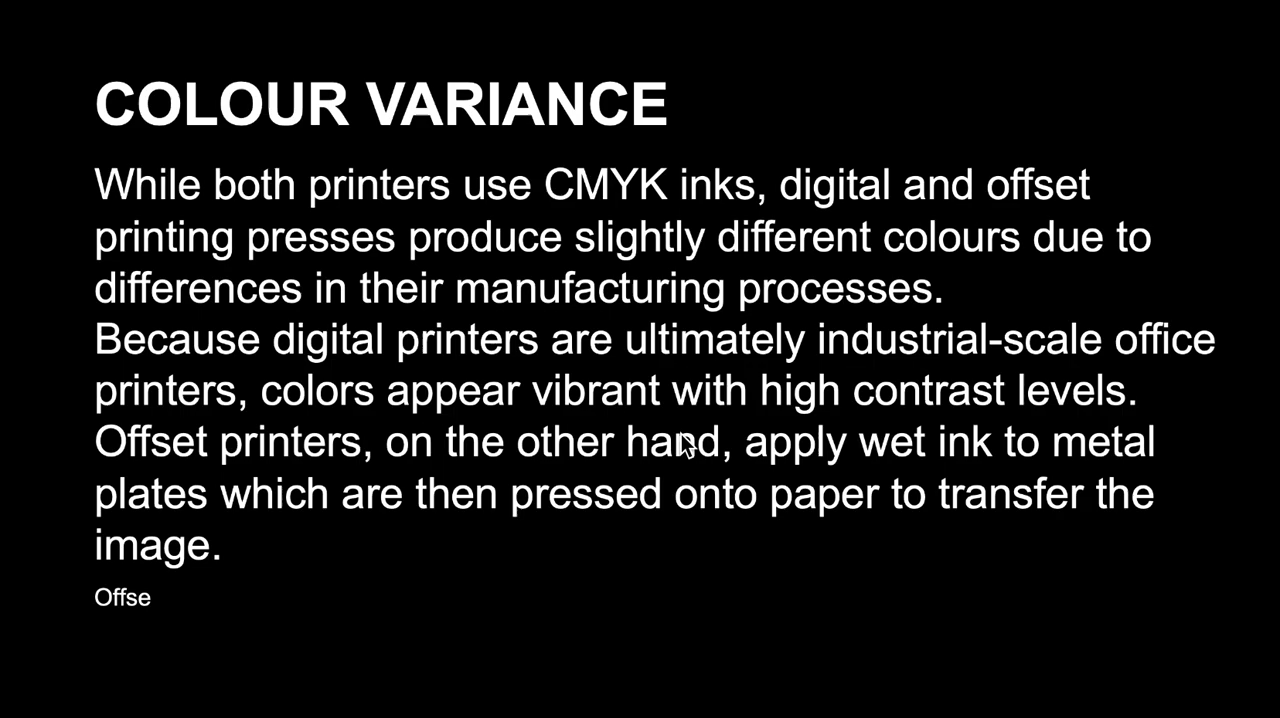 COLOUR VARIANCE
While both printers use CMYK inks, digital and offset
printing presses produce slightly different colours due to
differences in their manufacturing processes.
Because digital printers are ultimately industrial-scale office
printers, colors appear vibrant with high contrast levels.
Offset printers, on the other hand, apply wet ink to metal
plates which are then pressed onto paper to transfer the
image.
Offse